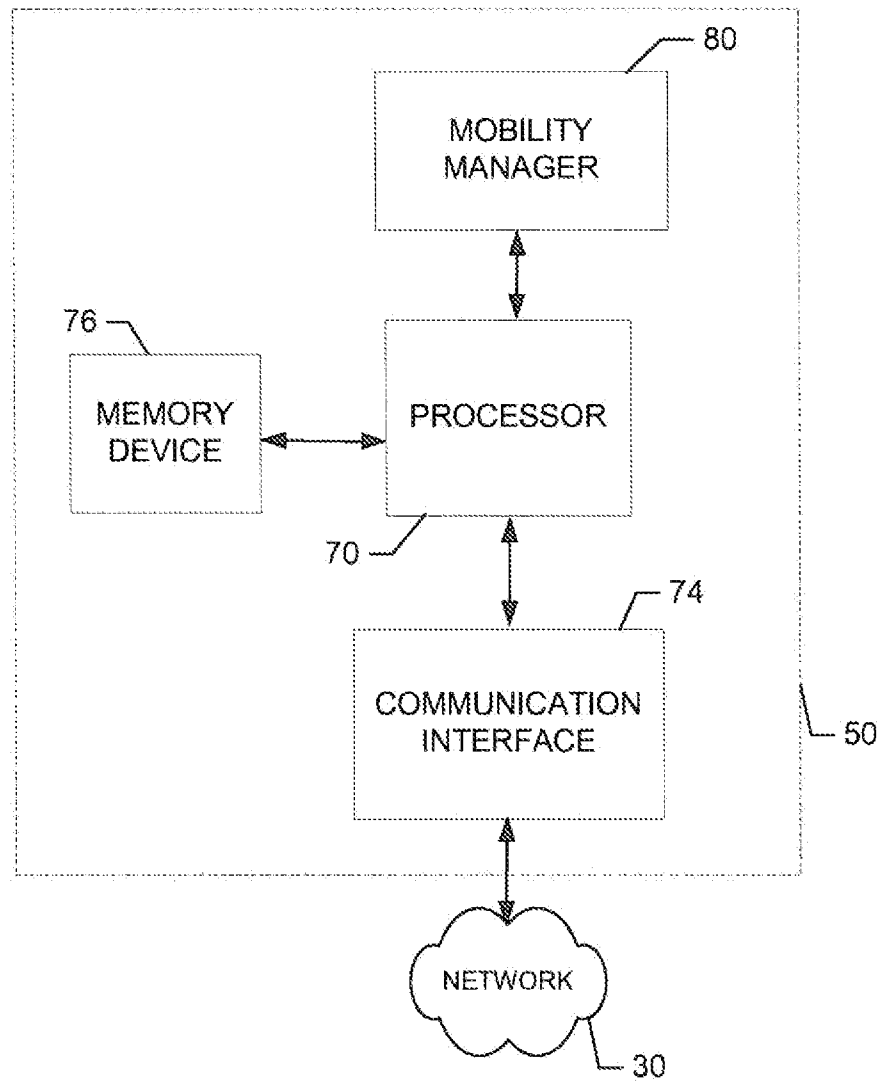 80
MOBILITY
MANAGER
76
MEMORY
DEVICE
PROCESSOR
70
74
COMMUNICATION
INTERFACE
50
NETWORK
30